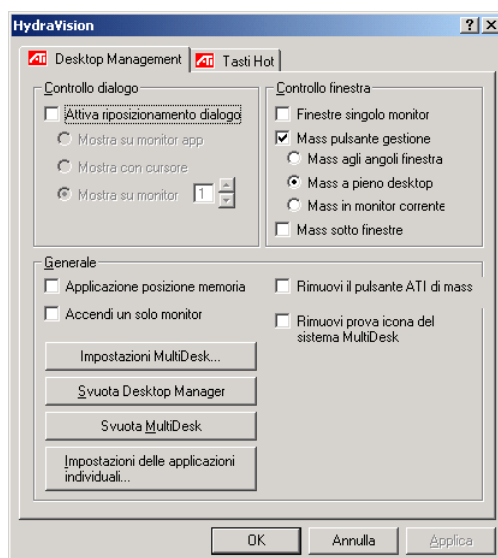 HydraVision
ATI Desktop Management
ATI Tasti Hot
Controllo dialogo
Attiva riposizionamento dialogo
Mostra su monitor app
Mostra con cursore
Mostra su monitor 1
Controllo finestra
Finestre singolo monitor
Mass pulsante gestione
Mass agli angoli finestra
Mass a pieno desktop
Mass in monitor corrente
Mass sotto finestre
Generale
Applicazione posizione memoria
Accendi un solo monitor
Rimuovi il pulsante ATI di mass
Rimuovi prova icona del
sistema MultiDesk
Impostazioni MultiDesk...
Svuota Desktop Manager
Svuota MultiDesk
Impostazioni delle applicazioni
individuali...
OK
Annulla
Applica